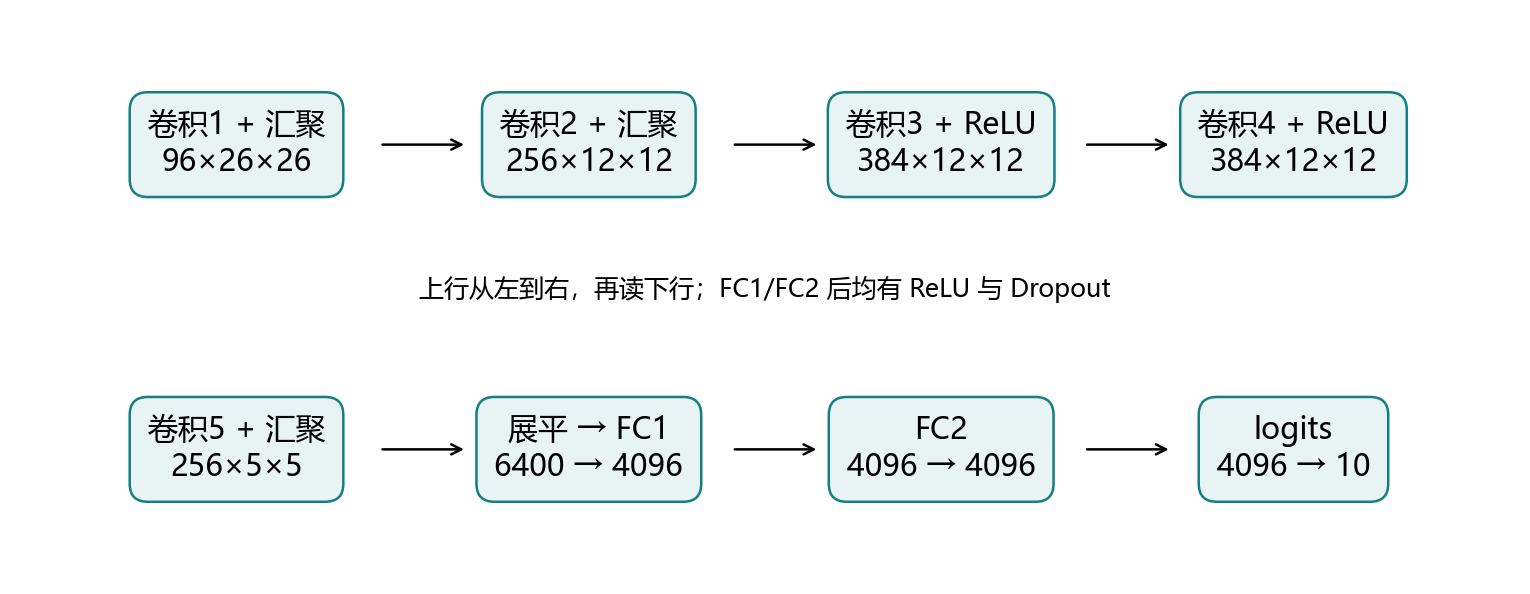 卷积1 + 汇聚
96×26×26
卷积2 + 汇聚
256×12×12
卷积3 + ReLU
384×12×12
卷积4 + ReLU
384×12×12
上行从左到右，再读下行；FC1/FC2 后均有 ReLU 与 Dropout
卷积5 + 汇聚
256×5×5
展平 → FC1
6400 → 4096
FC2
4096 → 4096
logits
4096 → 10